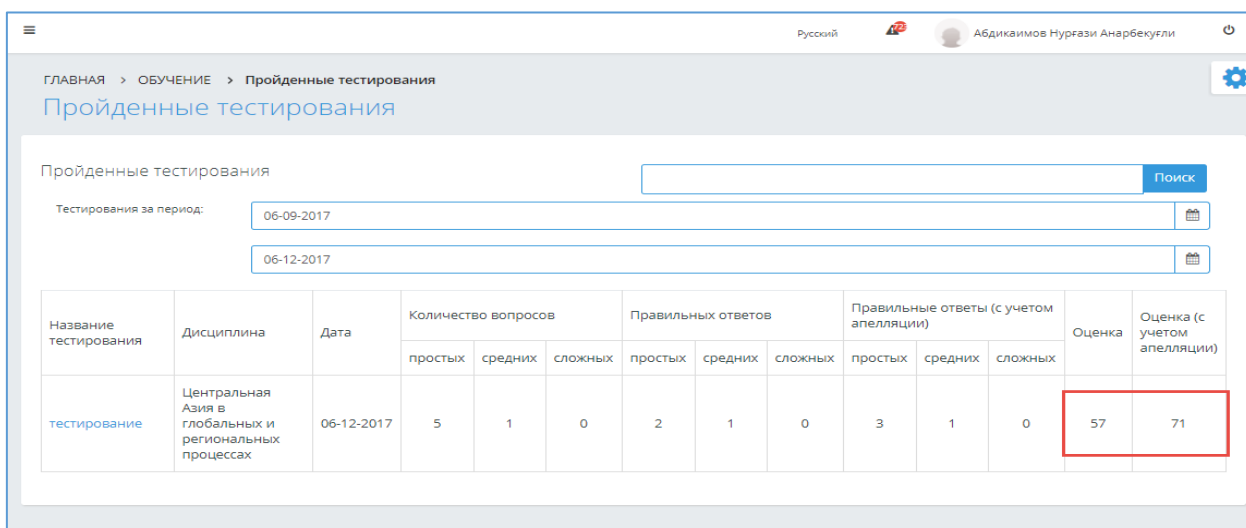 Русский
723
Абдикаимов Нурғази Анарбекуғли
ГЛАВНАЯ > ОБУЧЕНИЕ > Пройденные тестирования
Пройденные тестирования
Пройденные тестирования
Поиск
Тестирования за период:
06-09-2017
06-12-2017
Название тестирования
Дисциплина
Дата
Количество вопросов
Правильных ответов
Правильные ответы (с учетом апелляции)
Оценка
Оценка (с учетом апелляции)
простых средних сложных простых средних сложных простых средних сложных
тестирование
Центральная
Азия в
глобальных и
региональных
процессах
06-12-2017 5 1 0 2 1 0 3 1 0 57 71